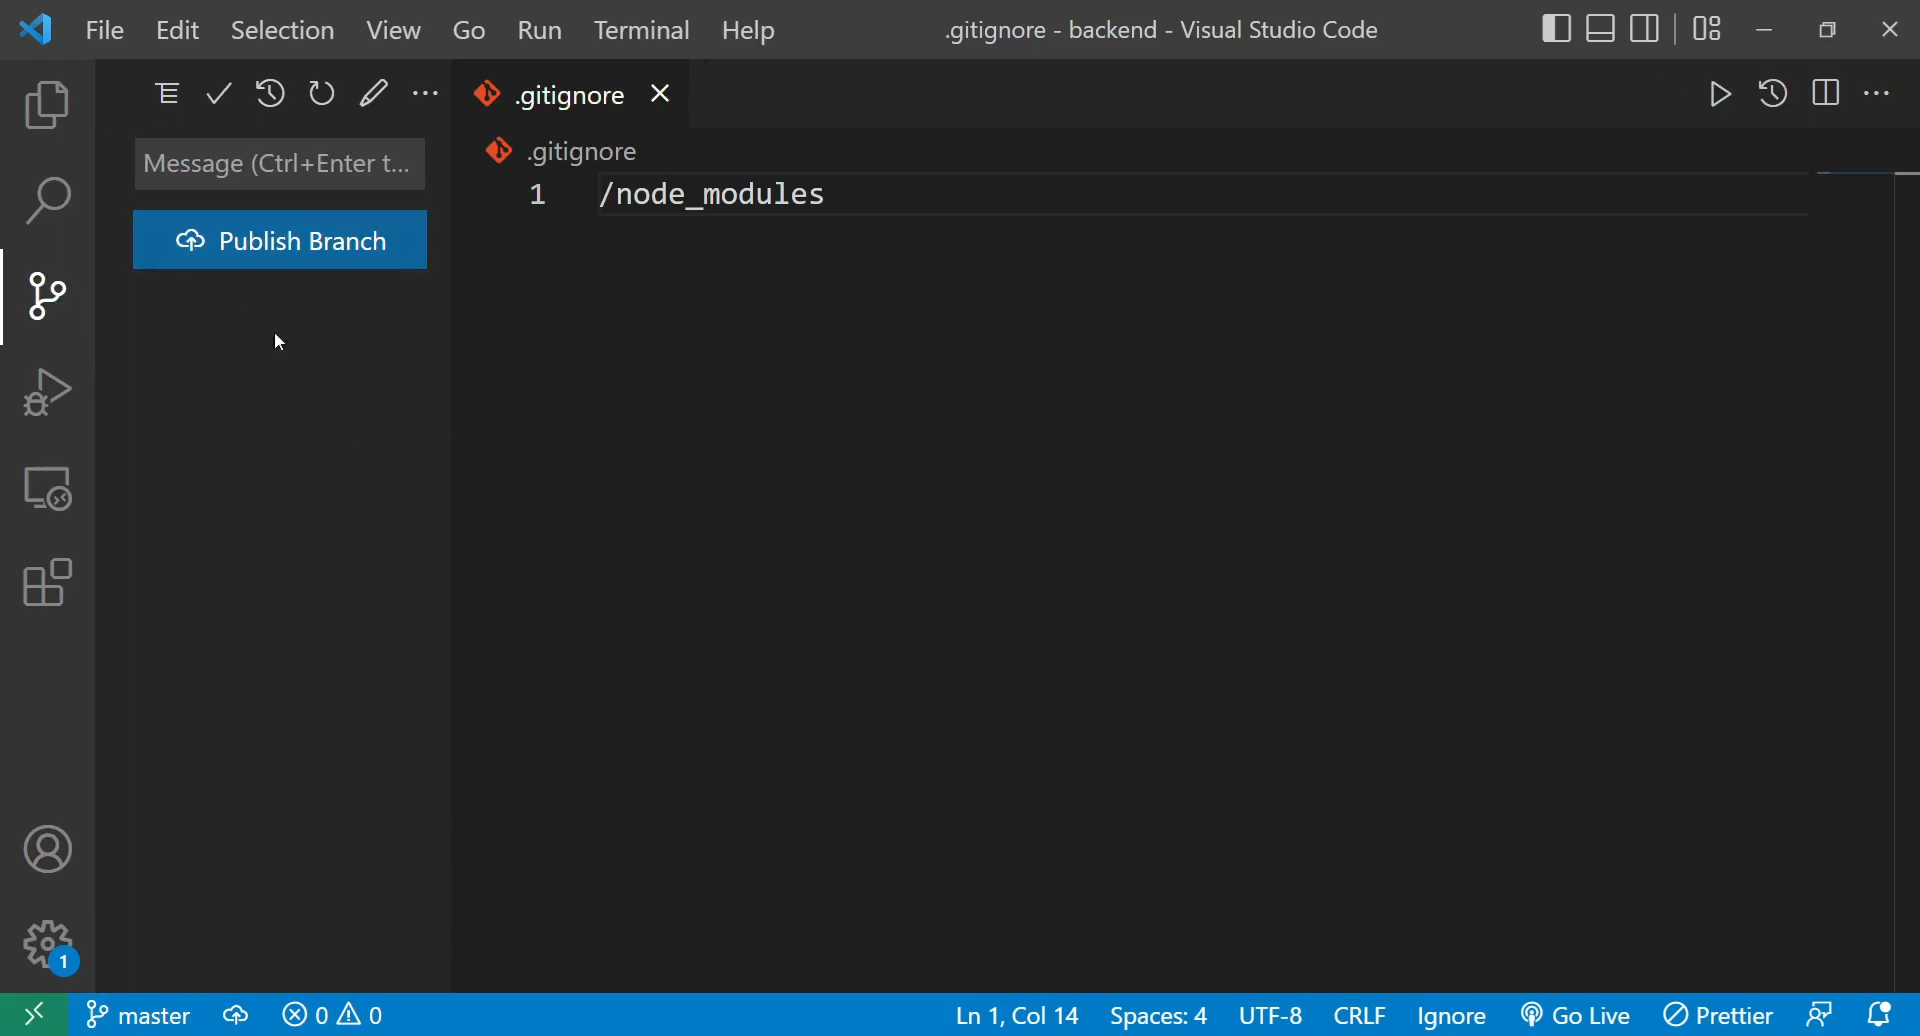 File Edit Selection View Go Run Terminal Help .gitignore - backend - Visual Studio Code
.gitignore
Message (Ctrl+Enter t...
.gitignore
1 /node_modules
Publish Branch
1
master 0 0 Ln 1, Col 14 Spaces: 4 UTF-8 CRLF Ignore Go Live Prettier